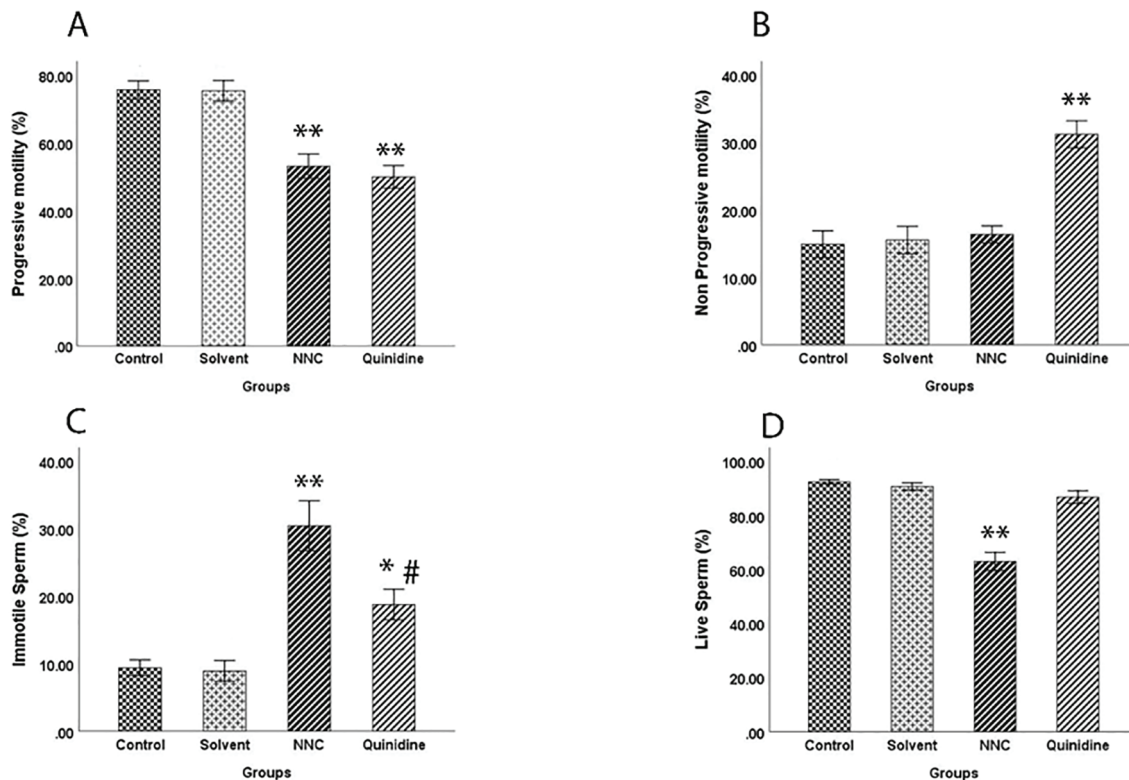 A
Progressive motility (%)
80.00
60.00
40.00
20.00
.00
**
**
Control Solvent NNC Quinidine
Groups
B
Non Progressive motility (%)
40.00
30.00
20.00
10.00
.00
**
Control Solvent NNC Quinidine
Groups
C
Immotile Sperm (%)
40.00
30.00
20.00
10.00
.00
**
* #
Control Solvent NNC Quinidine
Groups
D
Live Sperm (%)
100.00
80.00
60.00
40.00
20.00
.00
**
Control Solvent NNC Quinidine
Groups